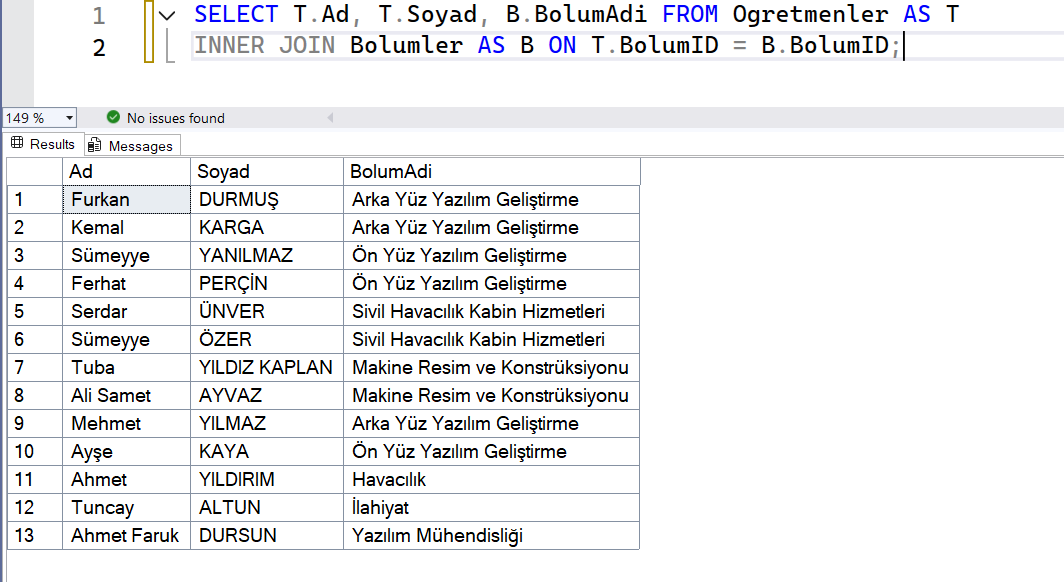 1 SELECT T.Ad, T.Soyad, B.BolumAdi FROM Ogretmenler AS T
2 INNER JOIN Bolumler AS B ON T.BolumID = B.BolumID;
149 % No issues found
Results Messages
Ad Soyad BolumAdi
1 Furkan DURMUŞ Arka Yüz Yazılım Geliştirme
2 Kemal KARGA Arka Yüz Yazılım Geliştirme
3 Sümeyye YANILMAZ Ön Yüz Yazılım Geliştirme
4 Ferhat PERÇİN Ön Yüz Yazılım Geliştirme
5 Serdar ÜNVER Sivil Havacılık Kabin Hizmetleri
6 Sümeyye ÖZER Sivil Havacılık Kabin Hizmetleri
7 Tuba YILDIZ KAPLAN Makine Resim ve Konstrüksiyonu
8 Ali Samet AYVAZ Makine Resim ve Konstrüksiyonu
9 Mehmet YILMAZ Arka Yüz Yazılım Geliştirme
10 Ayşe KAYA Ön Yüz Yazılım Geliştirme
11 Ahmet YILDIRIM Havacılık
12 Tuncay ALTUN İlahiyat
13 Ahmet Faruk DURSUN Yazılım Mühendisliği